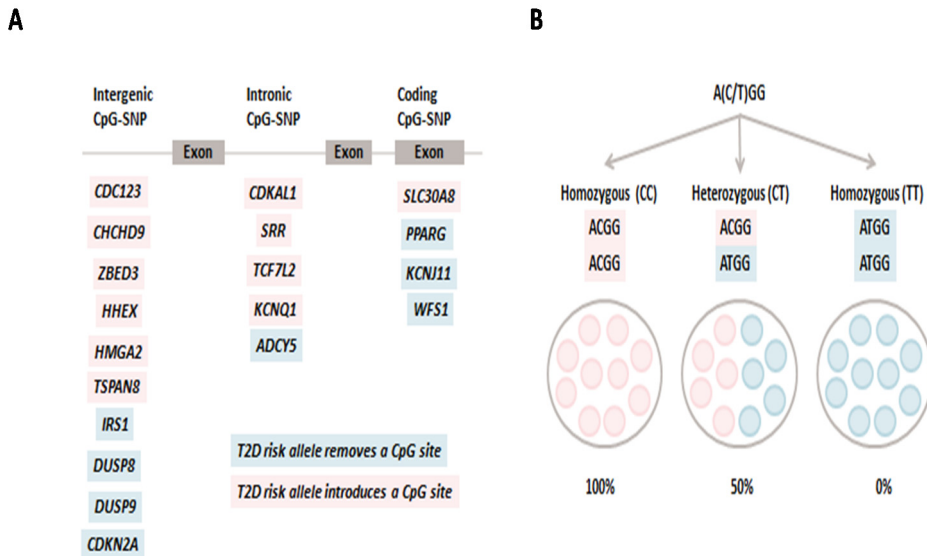 A
B
Intergenic
CpG-SNP
Intronic
CpG-SNP
Coding
CpG-SNP
Exon
Exon
Exon
CDC123
CHCHD9
ZBED3
HHEX
HMGA2
TSPAN8
IRS1
DUSP8
DUSP9
CDKN2A
CDKAL1
SRR
TCF7L2
KCNQ1
ADCY5
SLC30A8
PPARG
KCNJ11
WFS1
T2D risk allele removes a CpG site
T2D risk allele introduces a CpG site
A(C/T)GG
Homozygous (CC)
ACGG
ACGG
100%
Heterozygous (CT)
ACGG
ATGG
50%
Homozygous (TT)
ATGG
ATGG
0%